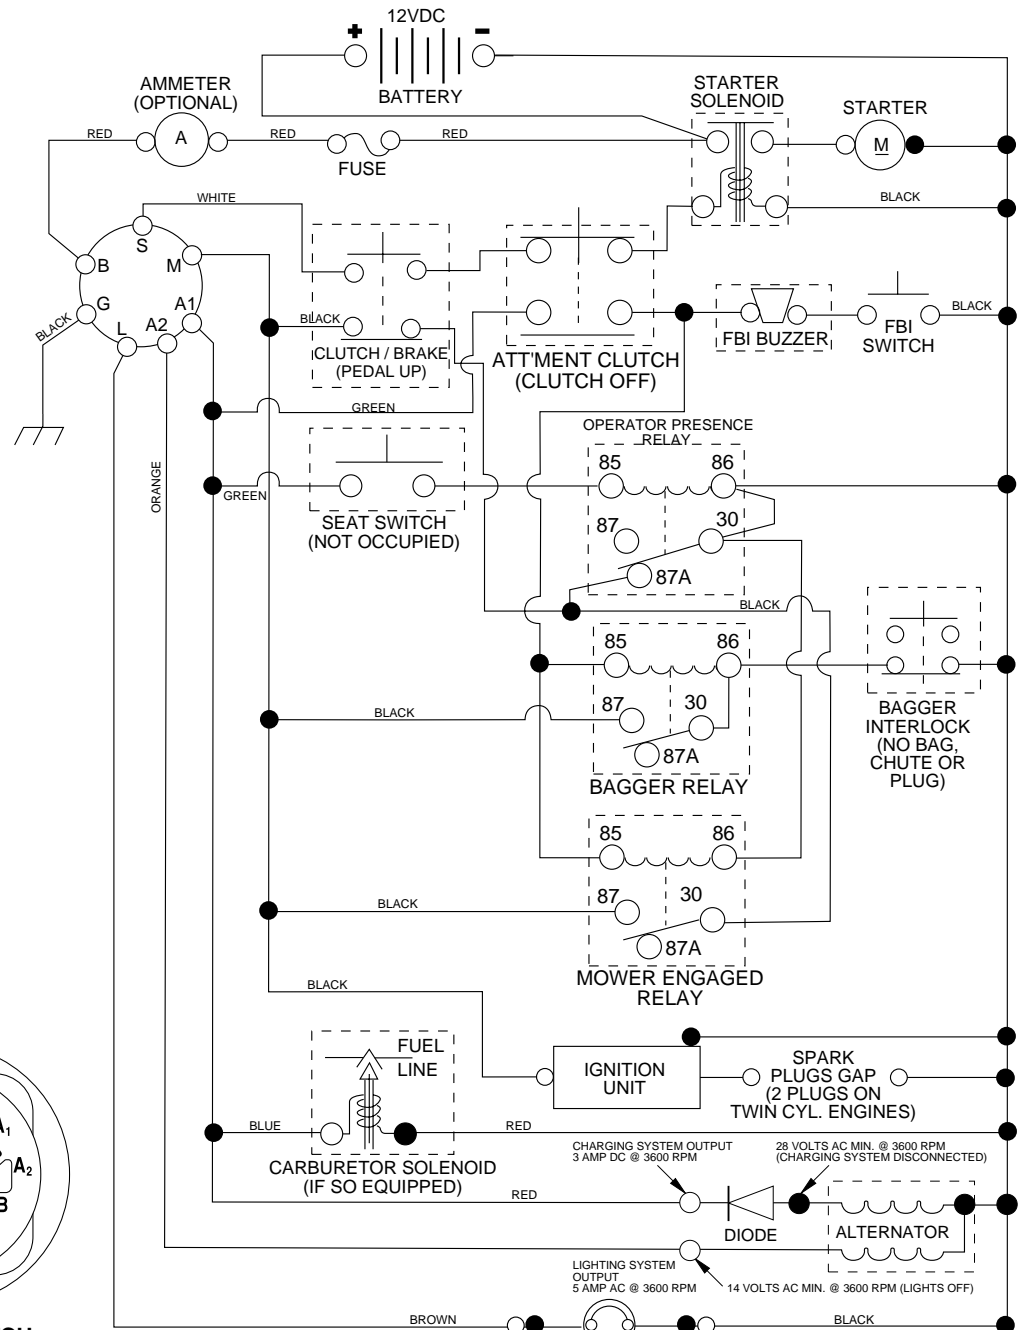 12VDC
+ -
BATTERY
AMMETER
(OPTIONAL)
STARTER
SOLENOID
STARTER
RED
A
RED
FUSE
RED
M
WHITE
BLACK
S
B
M
G
A1
L
A2
BLACK
BLACK
CLUTCH / BRAKE
(PEDAL UP)
ATT'MENT CLUTCH
(CLUTCH OFF)
FBI BUZZER
FBI
SWITCH
BLACK
GREEN
OPERATOR PRESENCE
RELAY
85
86
87
30
87A
ORANGE
GREEN
SEAT SWITCH
(NOT OCCUPIED)
BLACK
85
86
87
30
87A
BAGGER RELAY
BLACK
BAGGER
INTERLOCK
(NO BAG,
CHUTE OR
PLUG)
85
86
87
30
87A
MOWER ENGAGED
RELAY
BLACK
BLACK
FUEL
LINE
IGNITION
UNIT
SPARK
PLUGS GAP
(2 PLUGS ON
TWIN CYL. ENGINES)
BLUE
RED
CARBURETOR SOLENOID
(IF SO EQUIPPED)
CHARGING SYSTEM OUTPUT
3 AMP DC @ 3600 RPM
28 VOLTS AC MIN. @ 3600 RPM
(CHARGING SYSTEM DISCONNECTED)
RED
DIODE
ALTERNATOR
LIGHTING SYSTEM
OUTPUT
5 AMP AC @ 3600 RPM
14 VOLTS AC MIN. @ 3600 RPM (LIGHTS OFF)
BROWN
BLACK
A₂